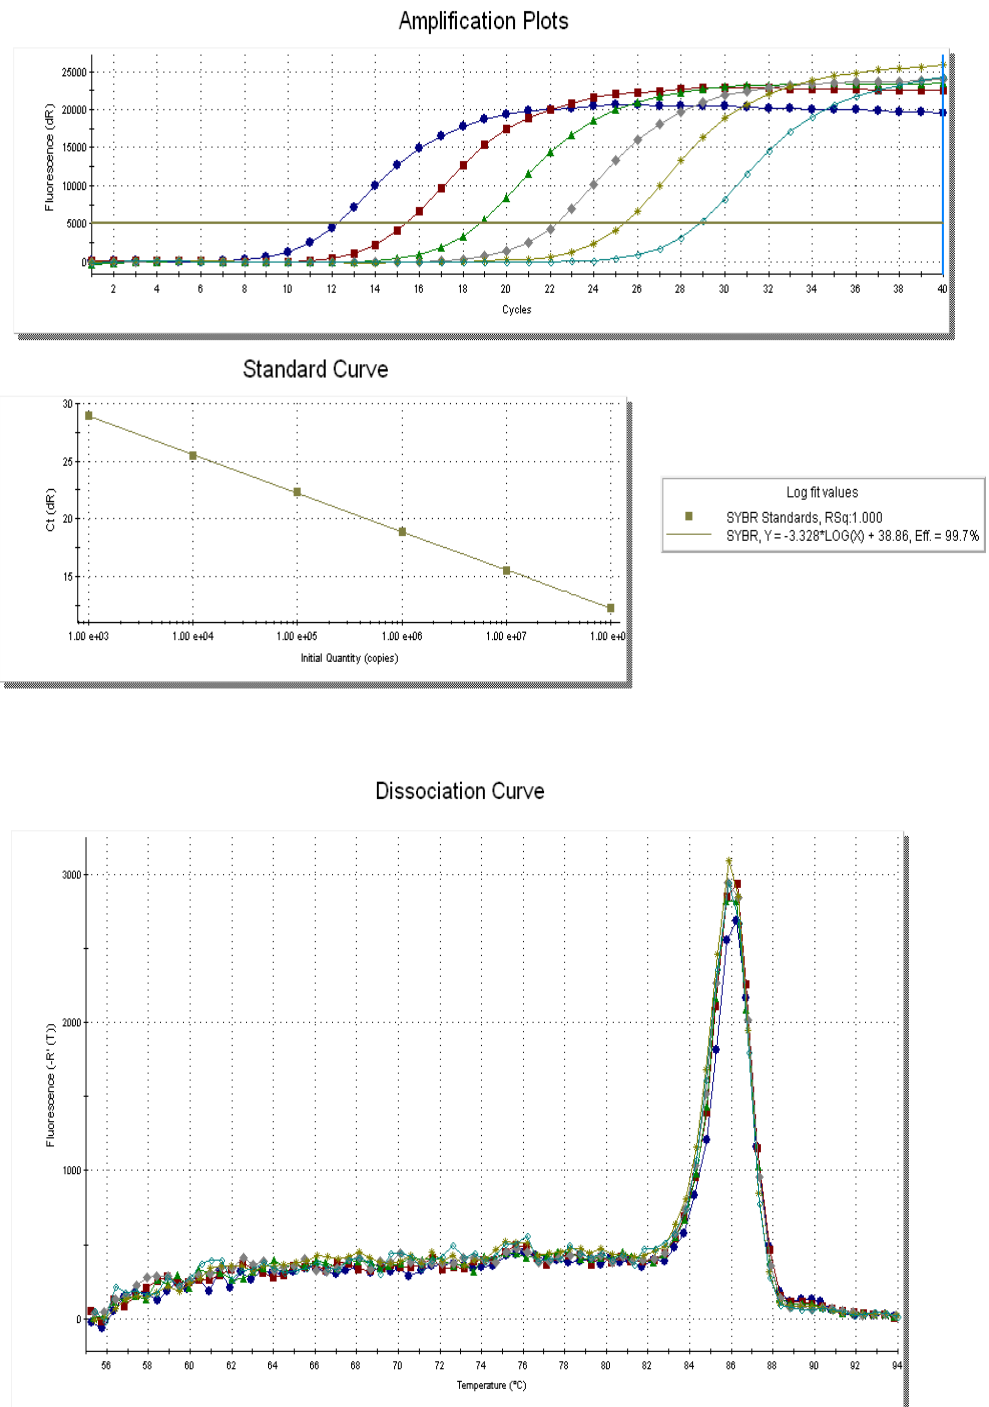 Amplification Plots
25000
20000
15000
10000
5000
0
Fluorescence (dR)
2 4 6 8 10 12 14 16 18 20 22 24 26 28 30 32 34 36 38 40
Cycles
Standard Curve
30
25
20
15
Ct (dR)
1.00 e+03 1.00 e+04 1.00 e+05 1.00 e+06 1.00 e+07 1.00 e+0
Initial Quantity (copies)
Log fit values
SYBR Standards, RSq:1.000
SYBR, Y = -3.328*LOG(X) + 38.86, Eff. = 99.7%
Dissociation Curve
3000
2000
1000
0
Fluorescence (-R' (T))
56 58 60 62 64 66 68 70 72 74 76 78 80 82 84 86 88 90 92 94
Temperature (°C)